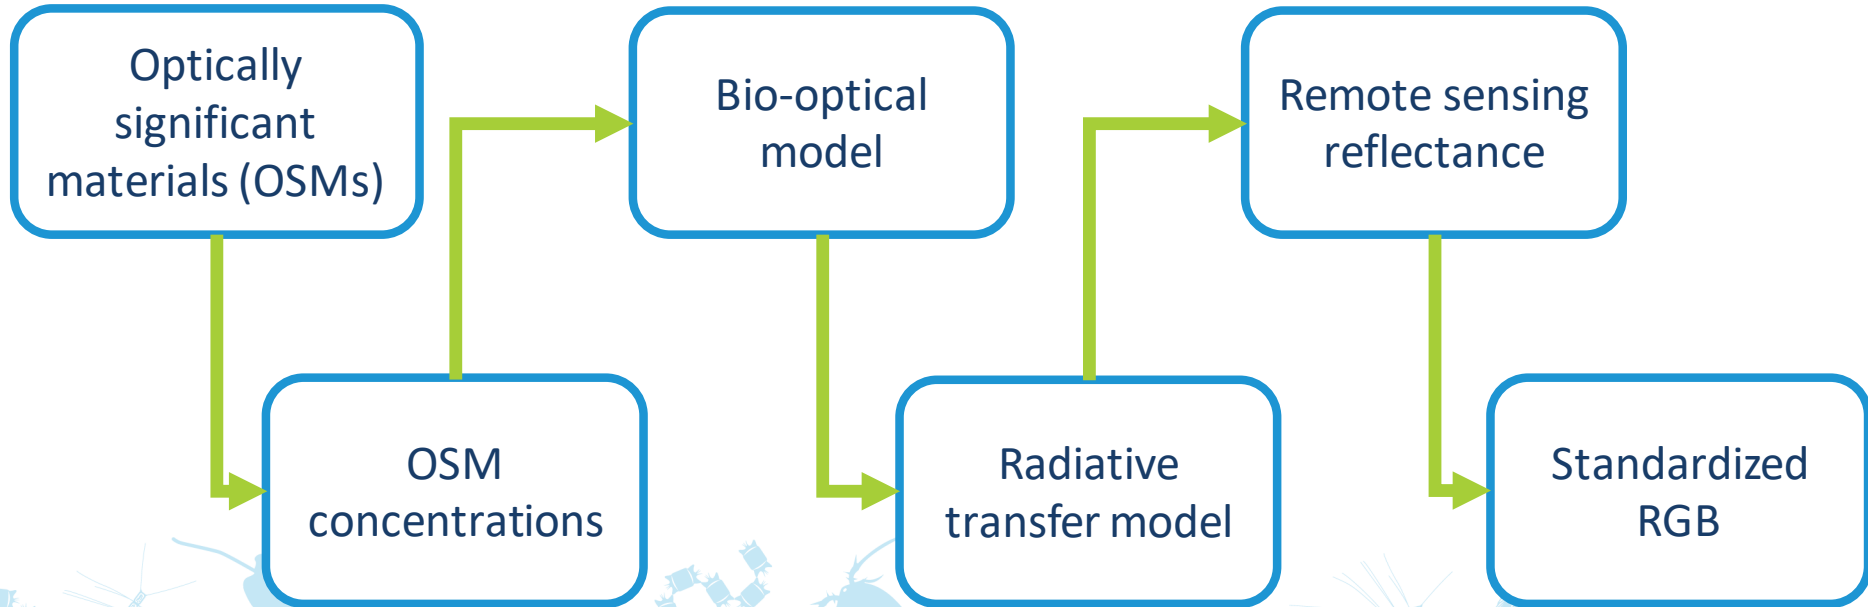 Optically
significant
materials (OSMs)
OSM
concentrations
Bio-optical
model
Radiative
transfer model
Remote sensing
reflectance
Standardized
RGB